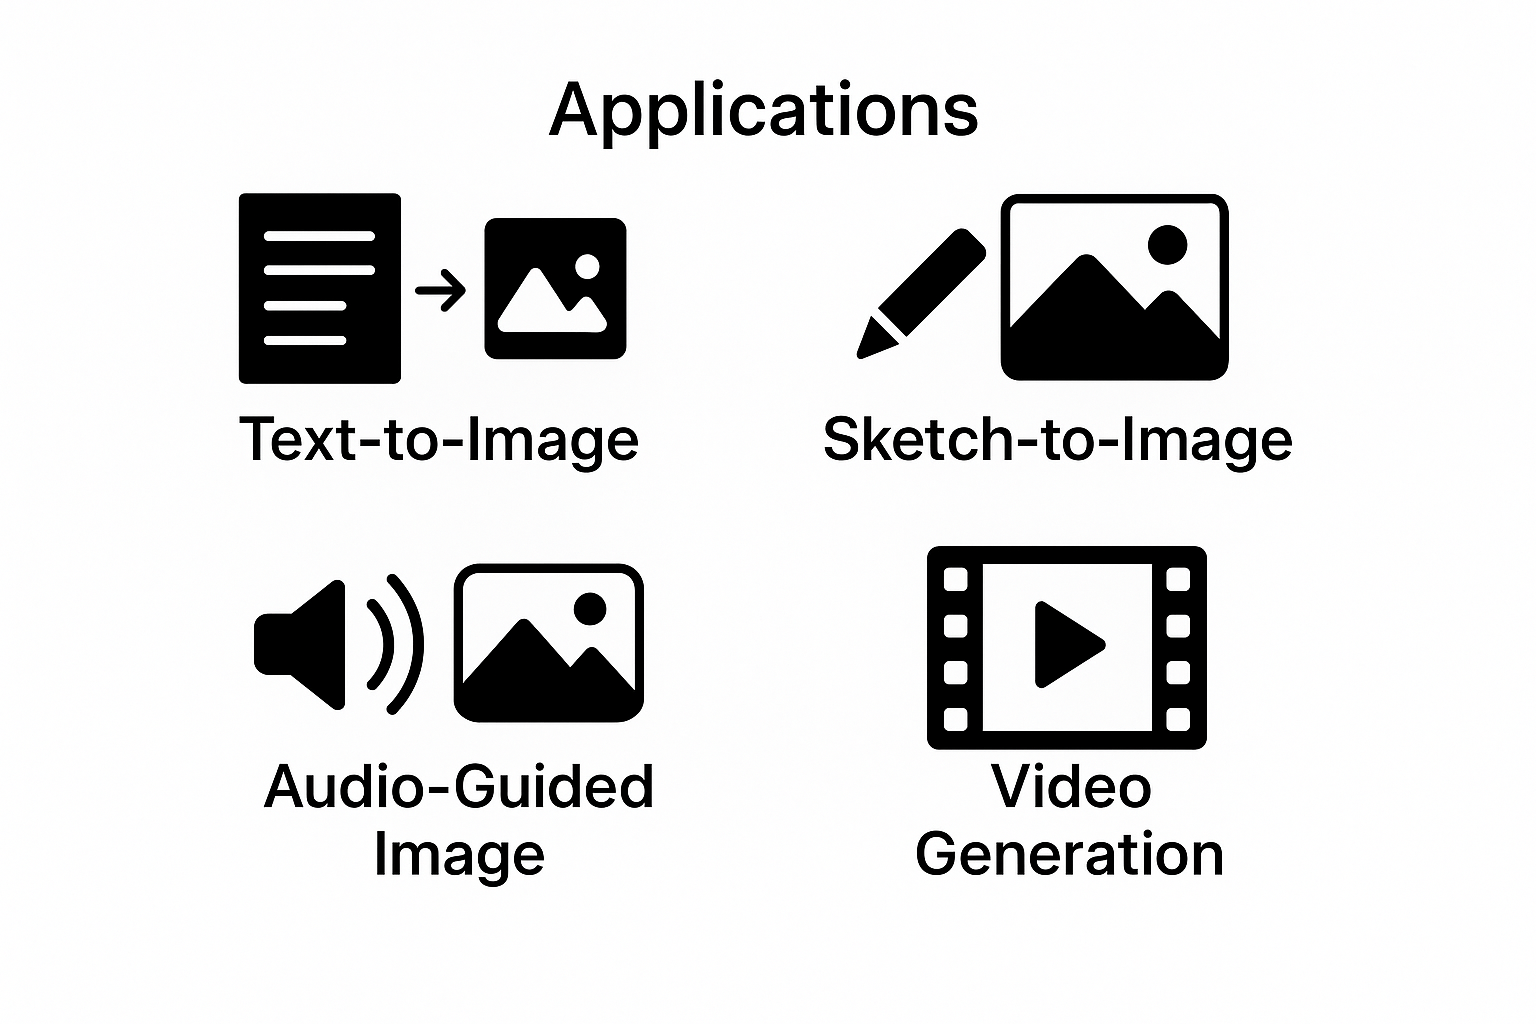 Applications
Text-to-Image
Sketch-to-Image
Audio-Guided
Image
Video
Generation